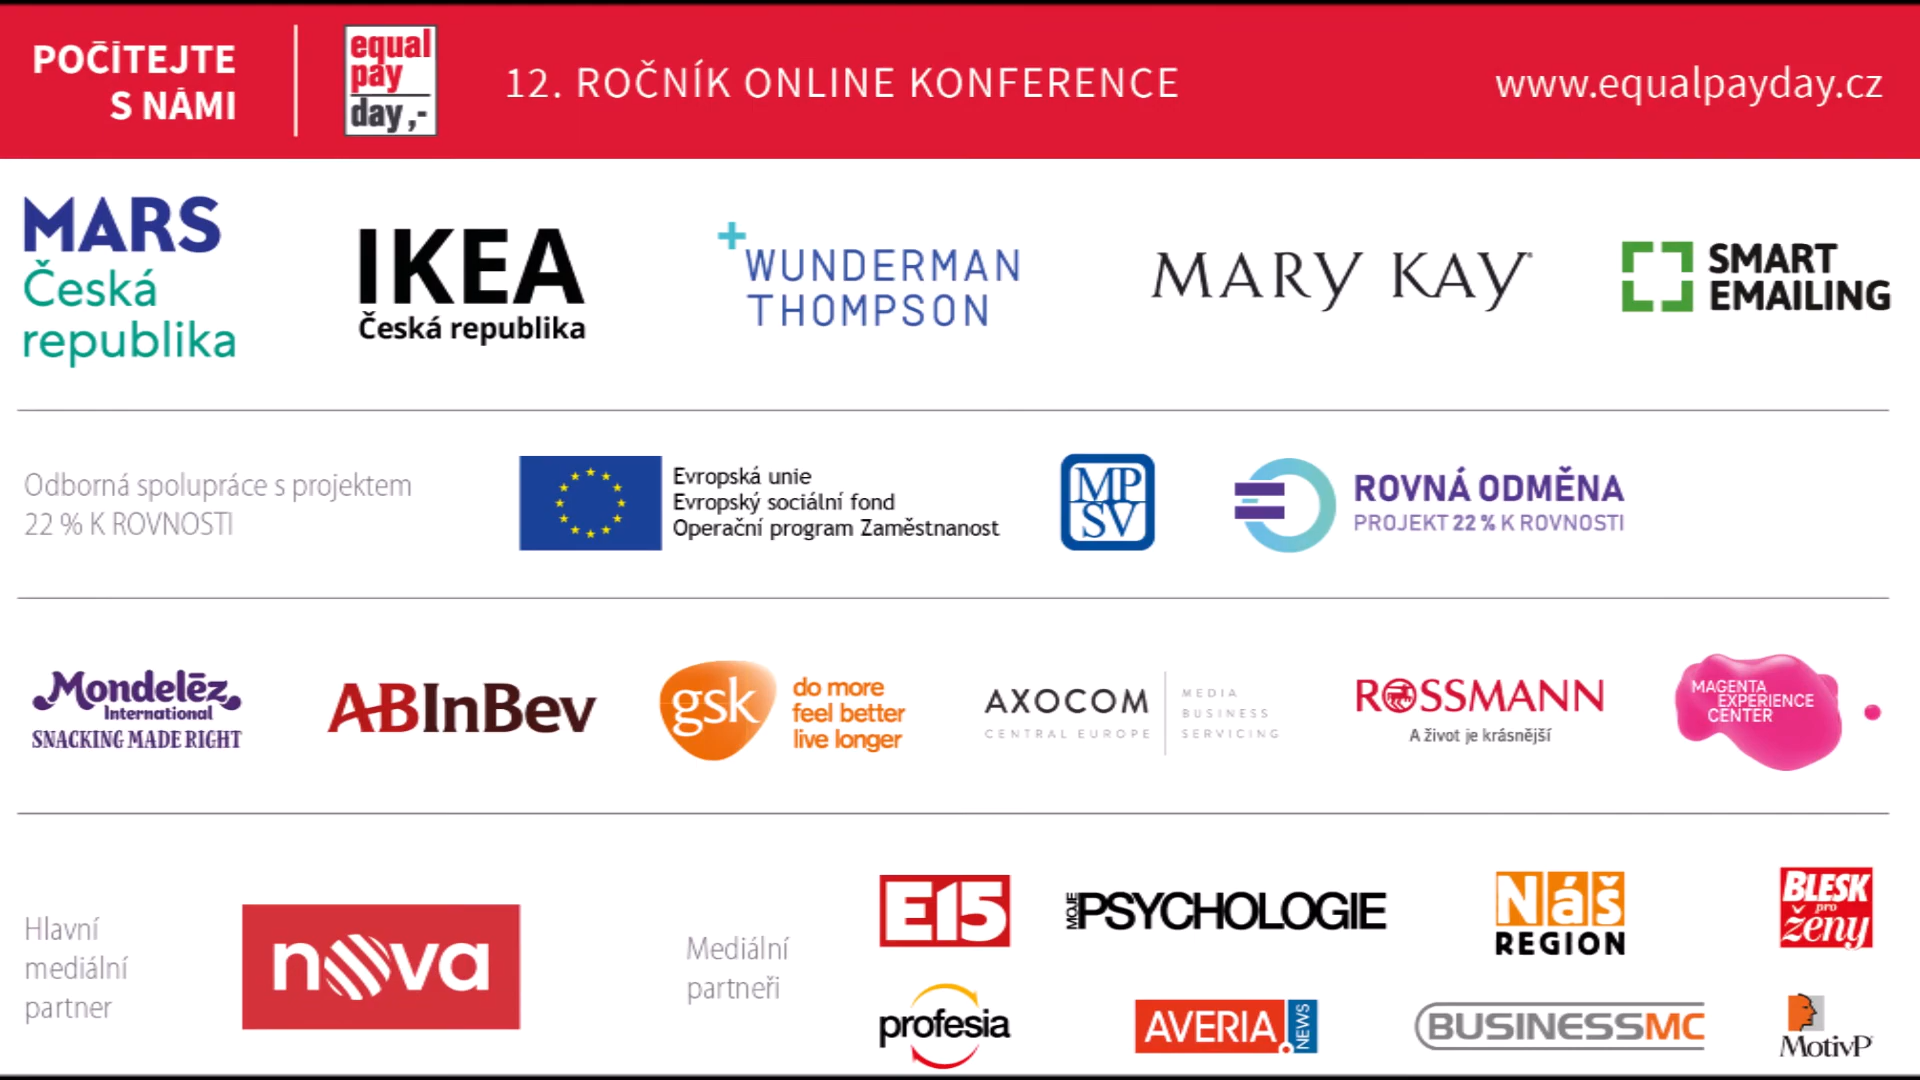 POČÍTEJTE
S NÁMI
equal
pay
day,-
12. ROČNÍK ONLINE KONFERENCE
www.equalpayday.cz
MARS
Česká
republika
IKEA
Česká republika
WUNDERMAN
THOMPSON
MARY KAY
SMART
EMAILING
Odborná spolupráce s projektem
22 % K ROVNOSTI
Evropská unie
Evropský sociální fond
Operační program Zaměstnanost
MP
SV
ROVNÁ ODMĚNA
PROJEKT 22 % K ROVNOSTI
Mondelēz
International
SNACKING MADE RIGHT
ABInBev
gsk
do more
feel better
live longer
AXOCOM
CENTRAL EUROPE
MEDIA
BUSINESS
SERVICING
ROSSMANN
A život je krásnější
MAGENTA
EXPERIENCE
CENTER
Hlavní
mediální
partner
nova
Mediální
partneři
E15
MOJE PSYCHOLOGIE
Náš
REGION
BLESK
pro
ženy
profesia
AVERIA. NEWS
BUSINESSMC
MotivP